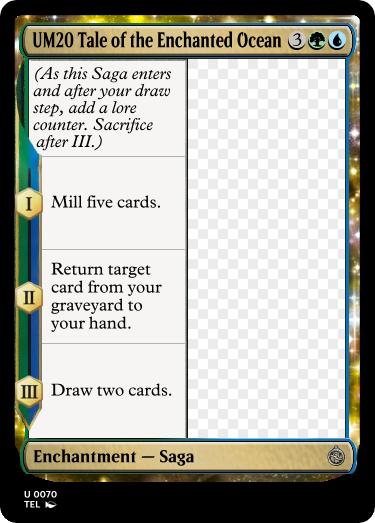 UM20 Tale of the Enchanted Ocean 3
(As this Saga enters
and after your draw
step, add a lore
counter. Sacrifice
after III.)
I
Mill five cards.
II
Return target
card from your
graveyard to
your hand.
III
Draw two cards.
Enchantment — Saga
U 0070
TEL